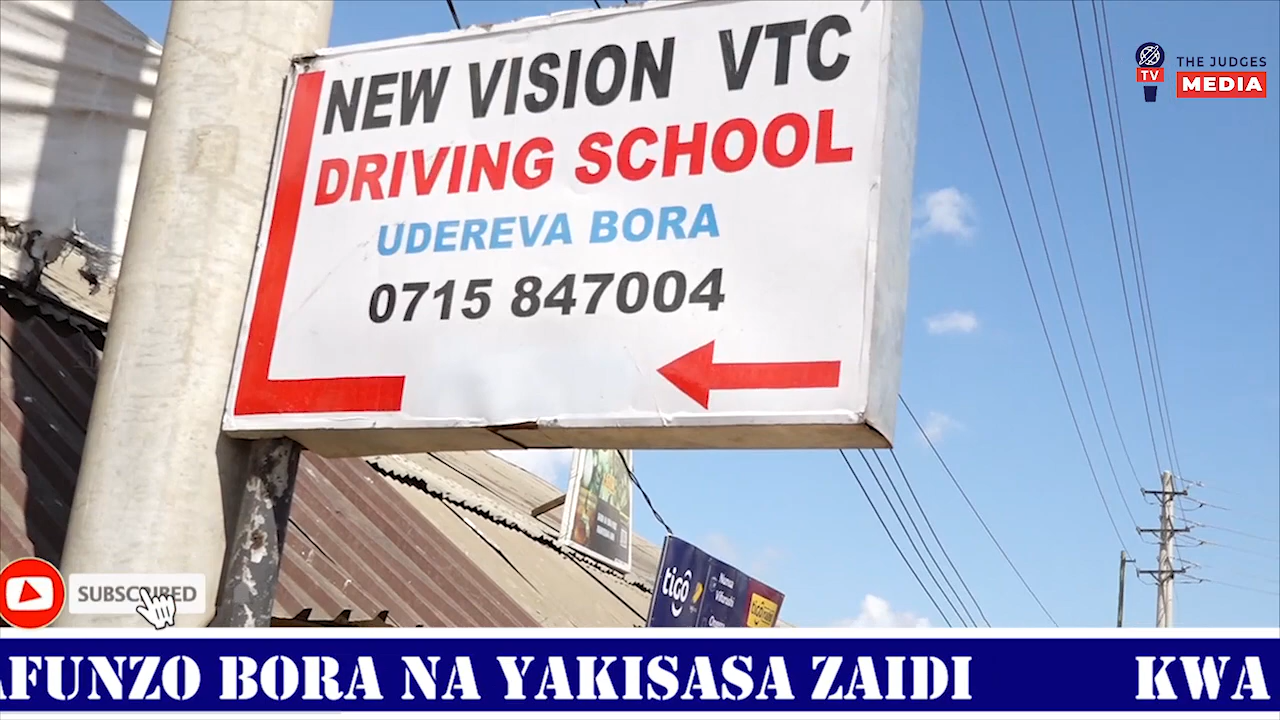 NEW VISION VTC
DRIVING SCHOOL
UDEREVA BORA
0715 847004
TV THE JUDGES
MEDIA
tigo
SUBSCRIBED
AFUNZO BORA NA YAKISASA ZAIDI KWA